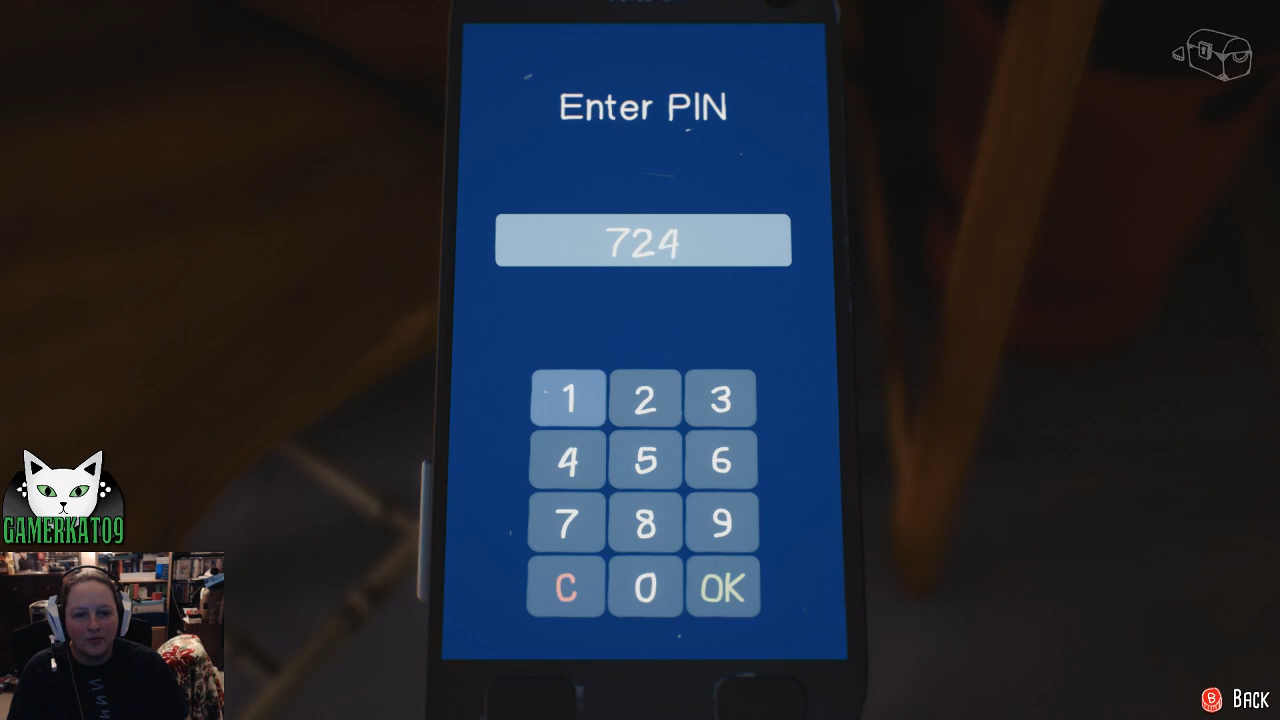 Enter PIN
724
1 2 3
4 5 6
7 8 9
C 0 OK
GAMERKAT09
B BACK